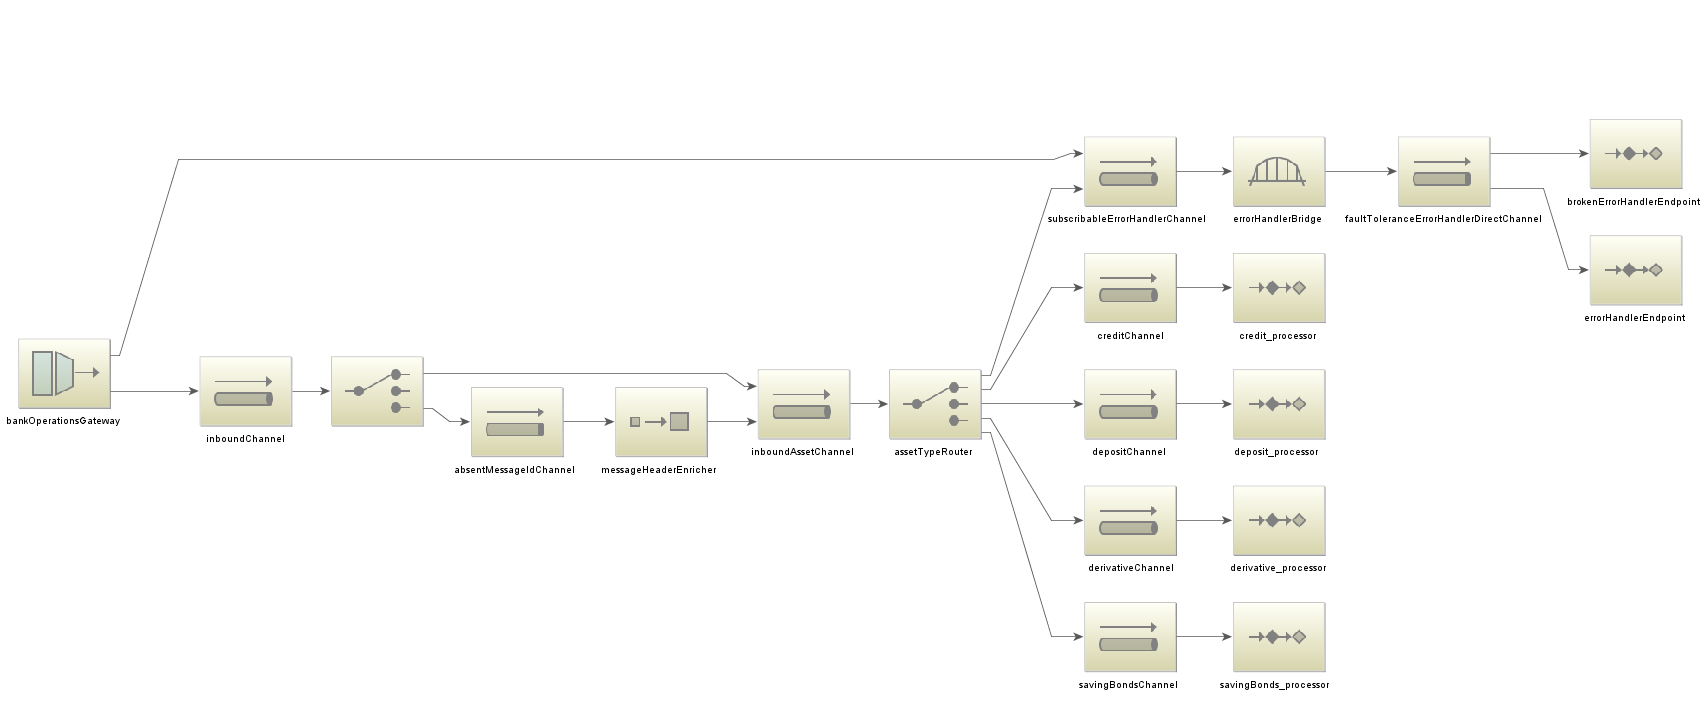 brokenErrorHandlerEndpoint
subscribableErrorHandlerChannel
errorHandlerBridge
faultToleranceErrorHandlerDirectChannel
errorHandlerEndpoint
creditChannel
credit_processor
bankOperationsGateway
inboundChannel
absentMessageIdChannel
messageHeaderEnricher
inboundAssetChannel
assetTypeRouter
depositChannel
deposit_processor
derivativeChannel
derivative_processor
savingBondsChannel
savingBonds_processor